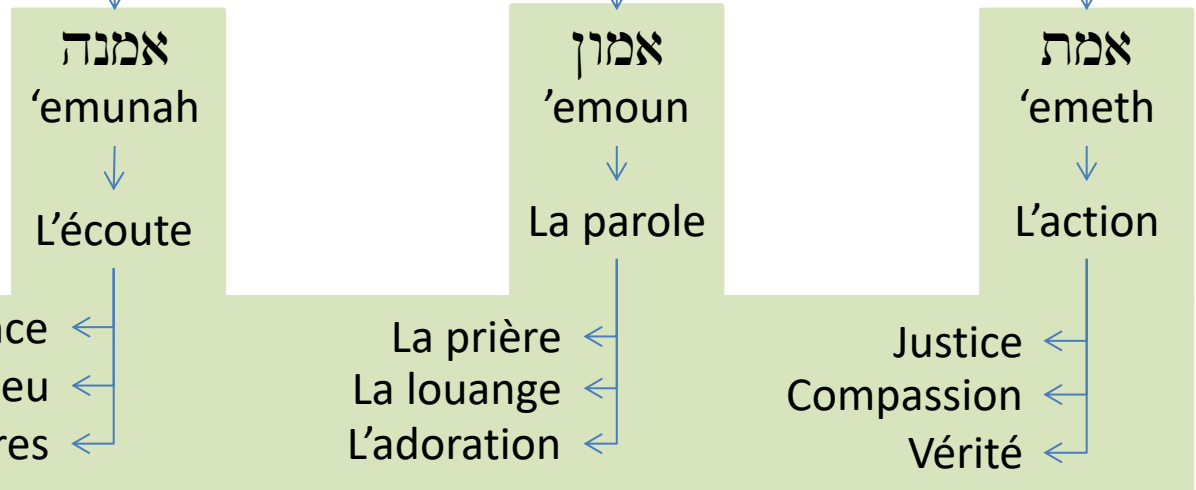 אמנה
‘emunah
L’écoute
אמון
’emoun
La parole
La prière
La louange
L’adoration
אמת
‘emeth
L’action
Justice
Compassion
Vérité